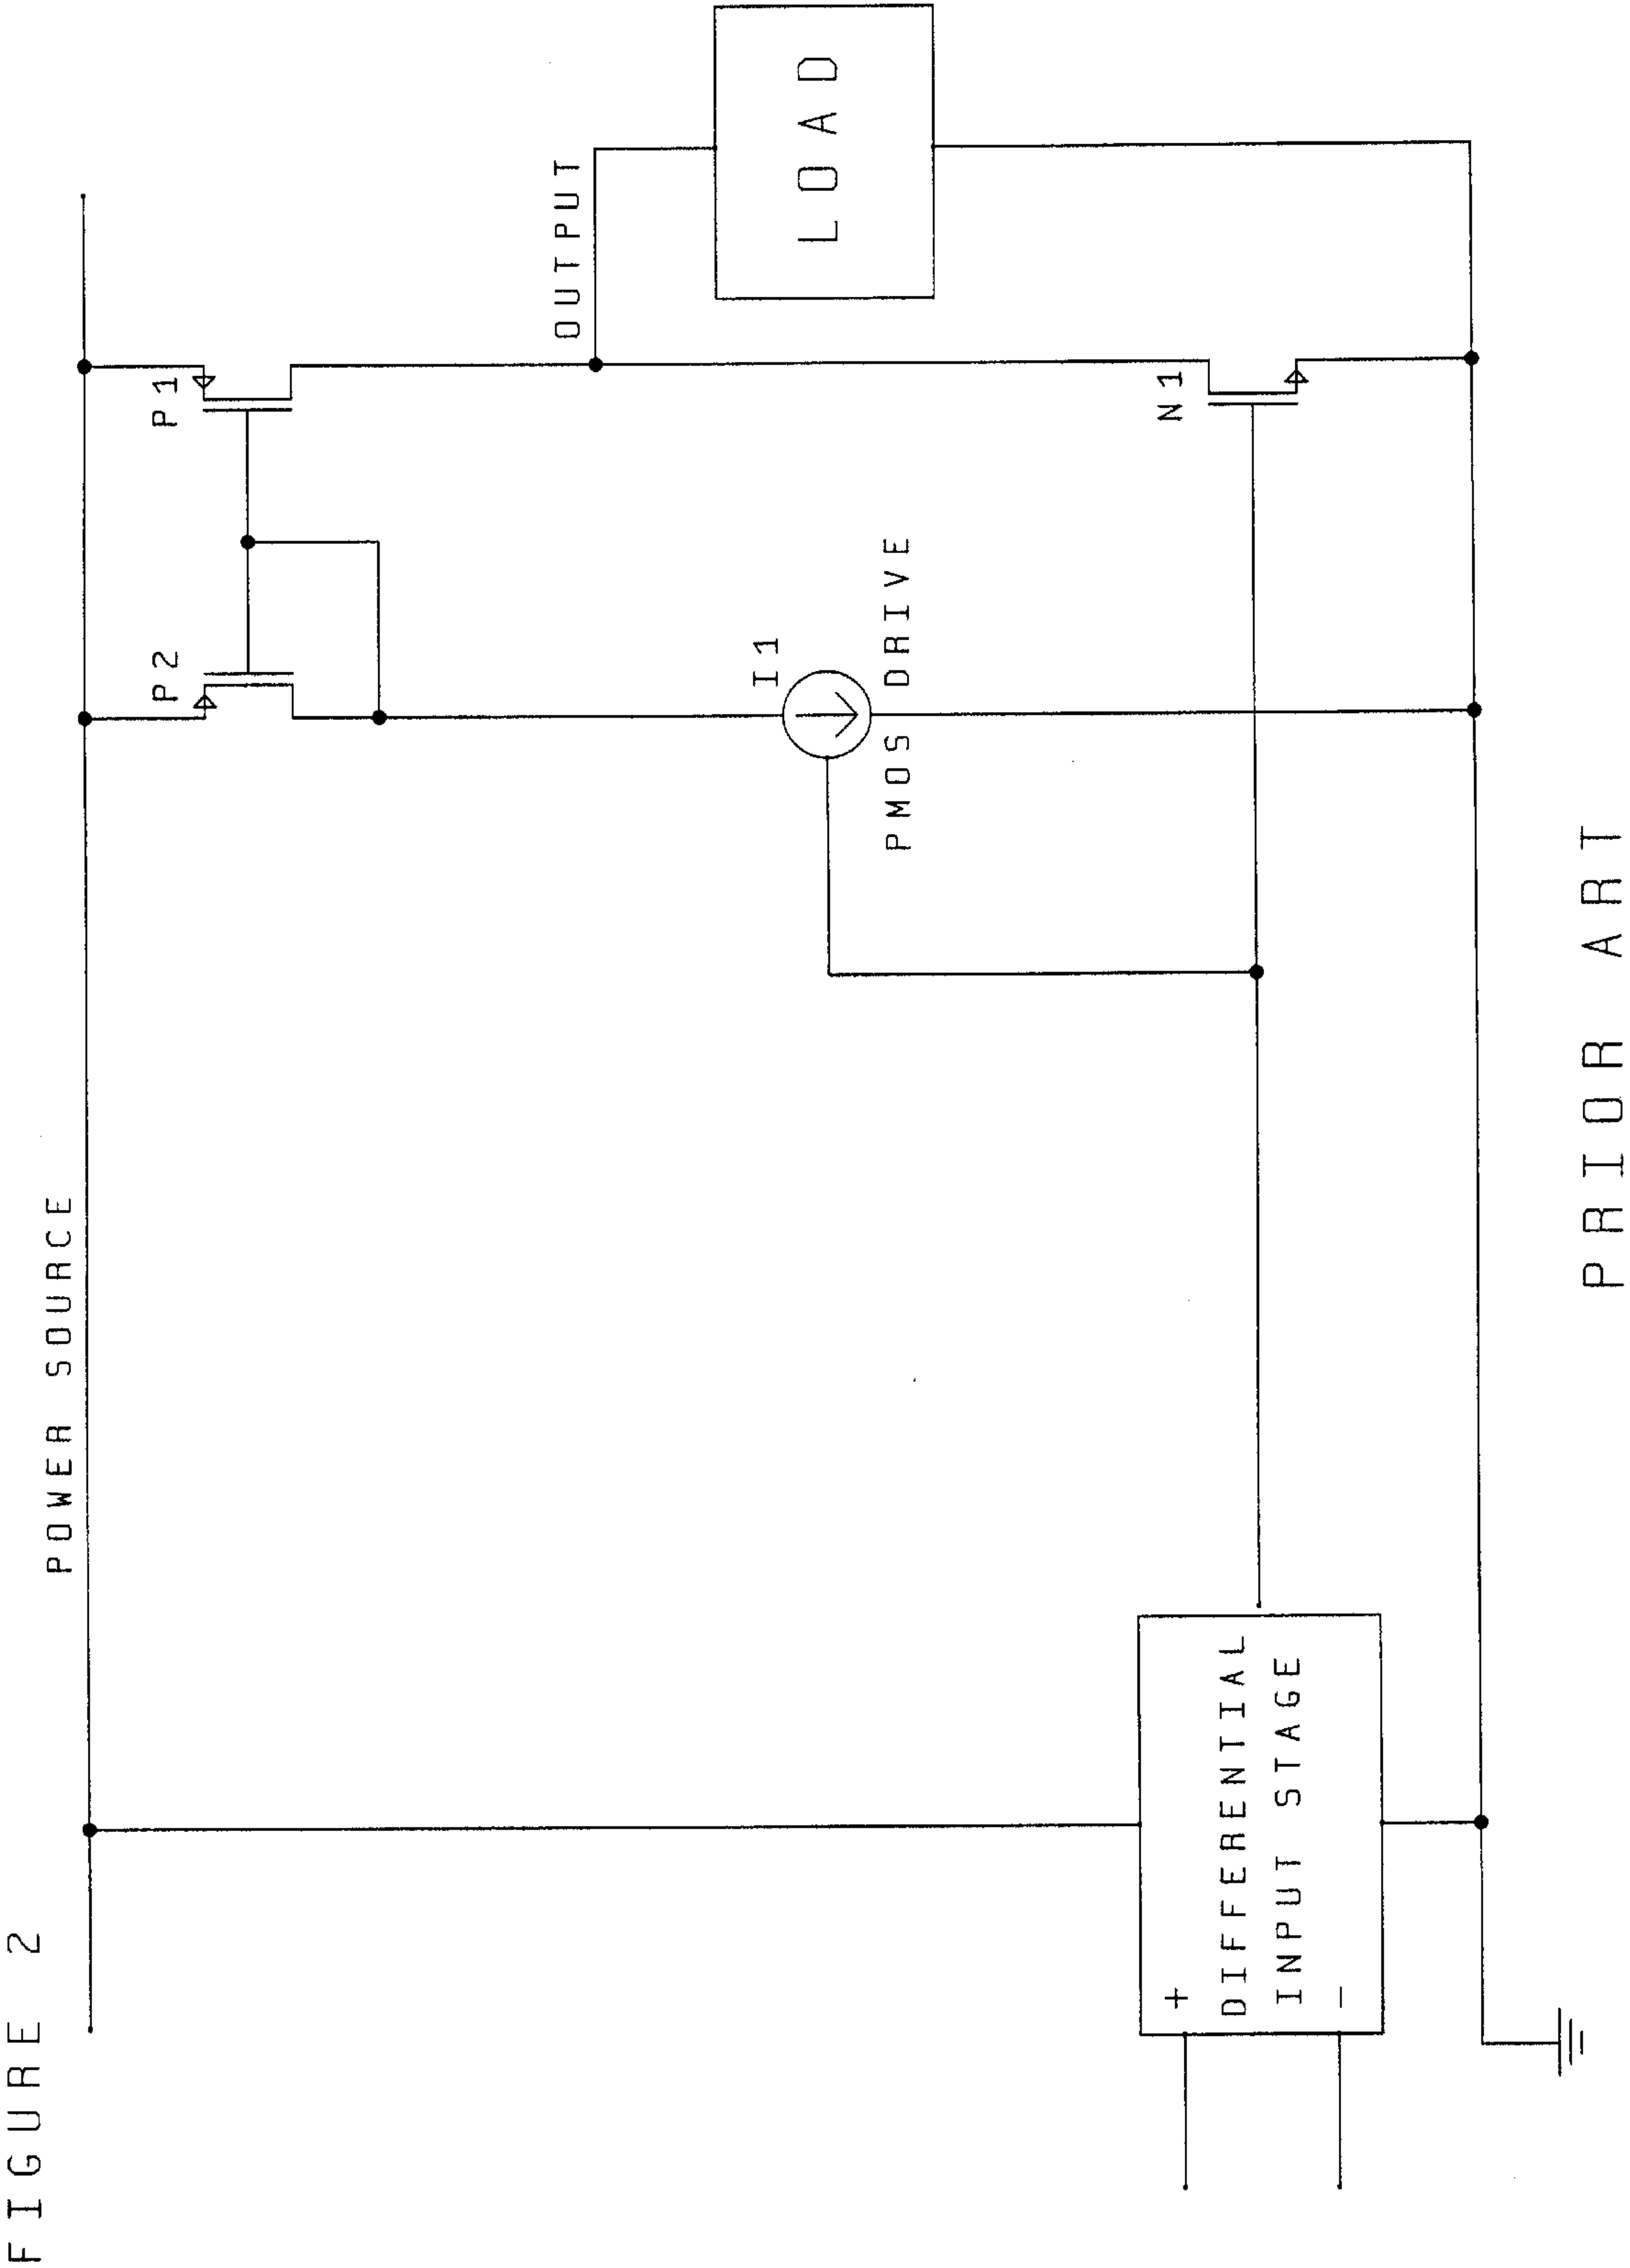 FIGURE 2
POWER SOURCE
P2
P1
OUTPUT
I1
LOAD
PMOS DRIVE
N1
+
DIFFERENTIAL
INPUT STAGE
-
PRIOR ART